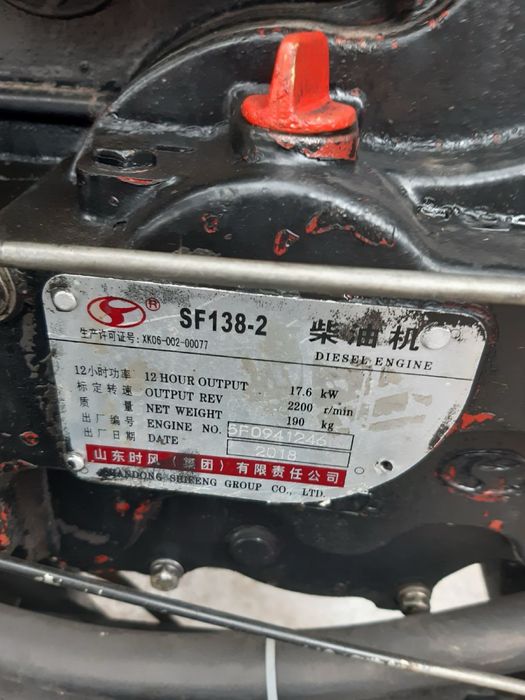 ® SF138-2 柴油机
生产许可证号: XK06-002-00077
DIESEL ENGINE
12小时功率 12 HOUR OUTPUT 17.6 kW
标定转速 OUTPUT REV 2200 r/min
质量 NET WEIGHT 190 kg
出厂编号 ENGINE NO. SF0941246
出厂日期 DATE 2018
山东时风(集团)有限责任公司
SHANDONG SHIFENG GROUP CO., LTD.